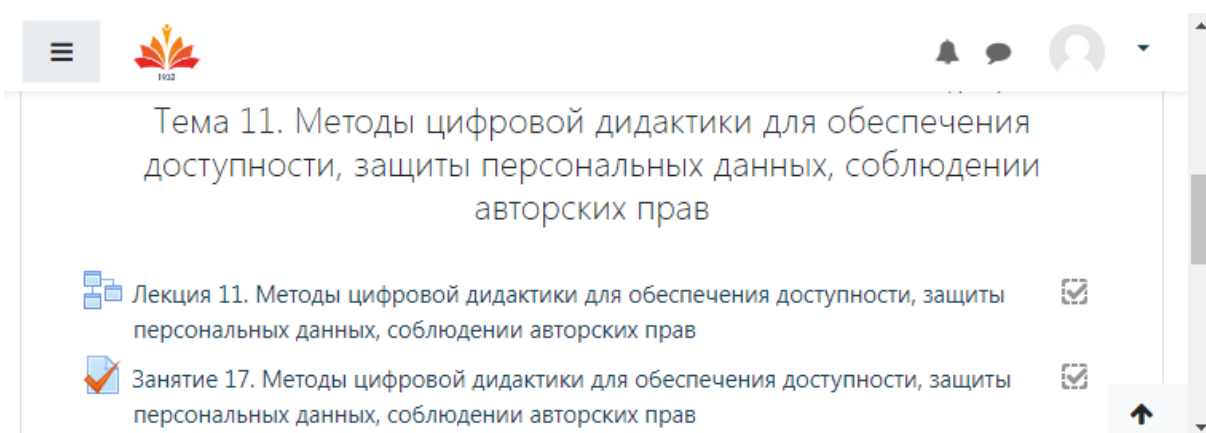 1932
Тема 11. Методы цифровой дидактики для обеспечения
доступности, защиты персональных данных, соблюдении
авторских прав
Лекция 11. Методы цифровой дидактики для обеспечения доступности, защиты
персональных данных, соблюдении авторских прав
Занятие 17. Методы цифровой дидактики для обеспечения доступности, защиты
персональных данных, соблюдении авторских прав